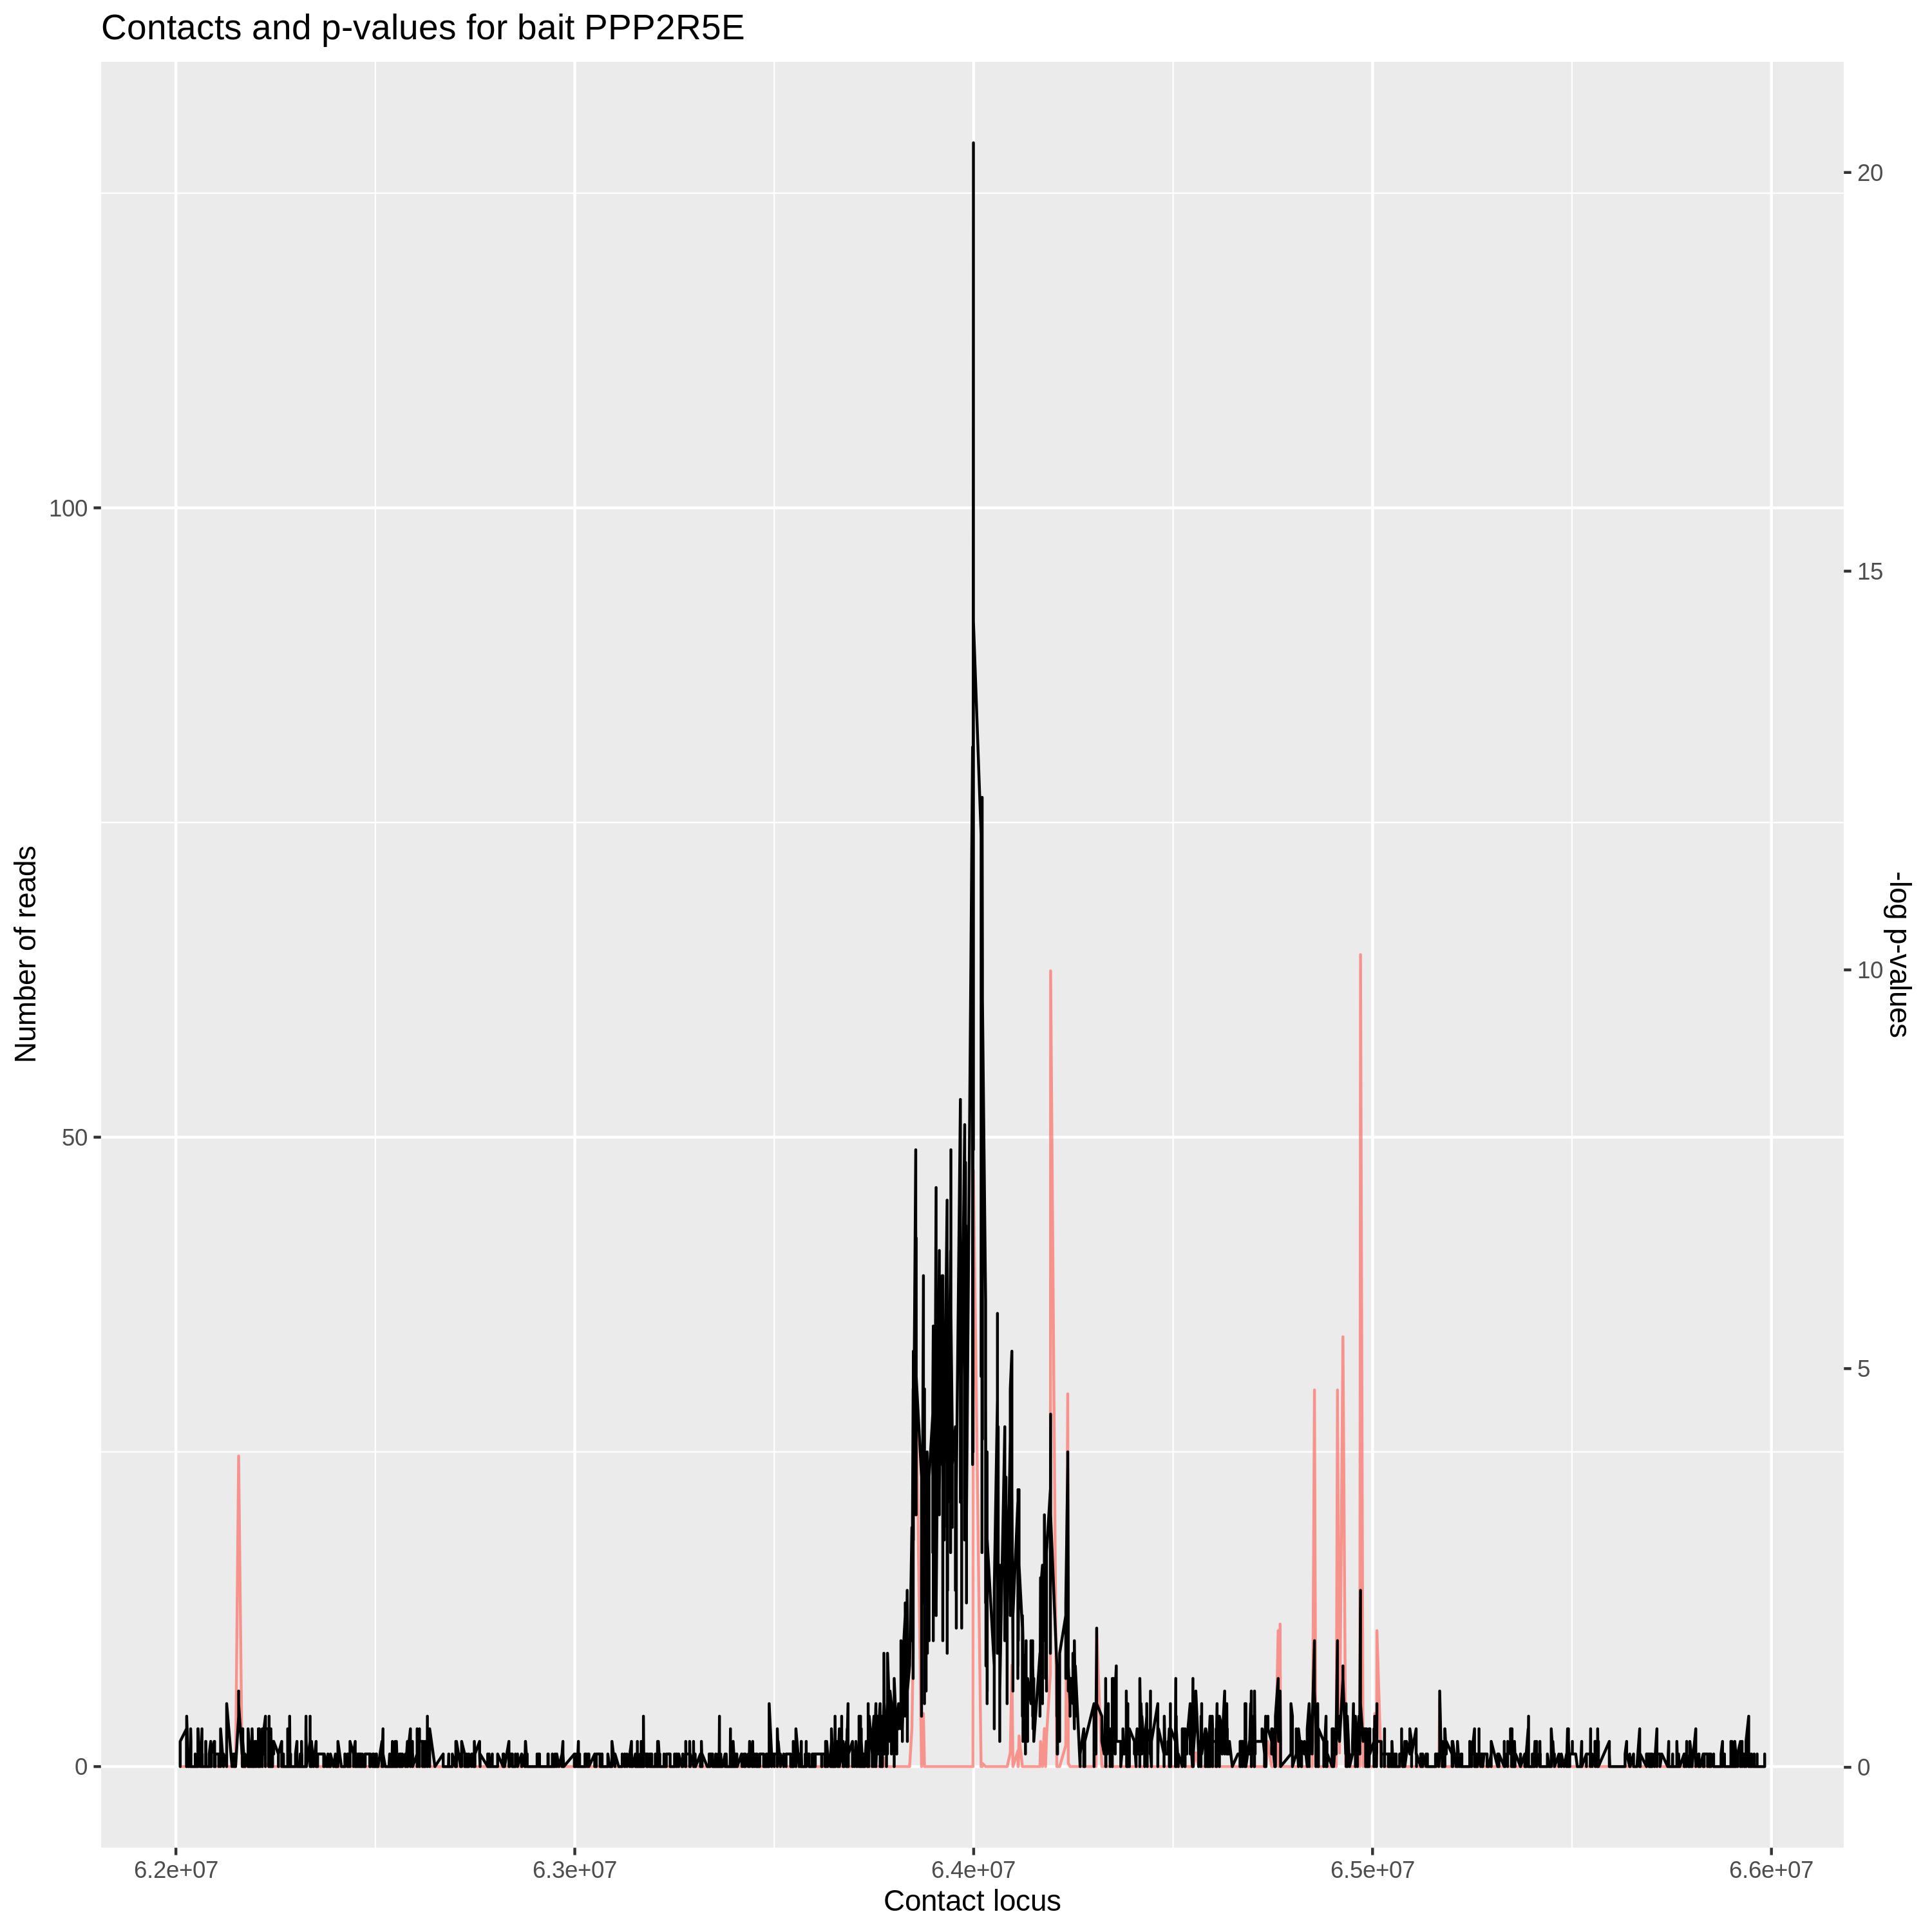 Contacts and p-values for bait PPP2R5E
20
100
15
Number of reads
-log p-values
10
50
5
0
0
6.2e+07
6.3e+07
6.4e+07
6.5e+07
6.6e+07
Contact locus